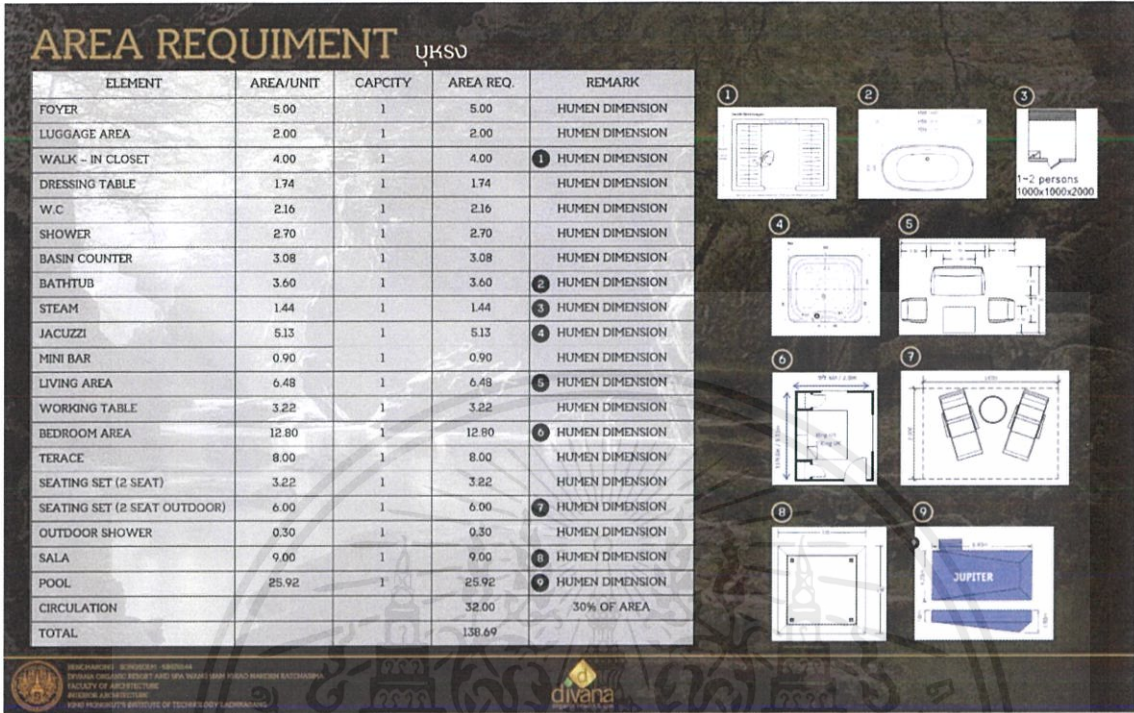 AREA REQUIMENT บุหรง
ELEMENT AREA/UNIT CAPCITY AREA REQ. REMARK
FOYER 5.00 1 5.00 HUMEN DIMENSION
LUGGAGE AREA 2.00 1 2.00 HUMEN DIMENSION
WALK – IN CLOSET 4.00 1 4.00 1 HUMEN DIMENSION
DRESSING TABLE 1.74 1 1.74 HUMEN DIMENSION
W.C 2.16 1 2.16 HUMEN DIMENSION
SHOWER 2.70 1 2.70 HUMEN DIMENSION
BASIN COUNTER 3.08 1 3.08 HUMEN DIMENSION
BATHTUB 3.60 1 3.60 2 HUMEN DIMENSION
STEAM 1.44 1 1.44 3 HUMEN DIMENSION
JACUZZI 5.13 1 5.13 4 HUMEN DIMENSION
MINI BAR 0.90 1 0.90 HUMEN DIMENSION
LIVING AREA 6.48 1 6.48 5 HUMEN DIMENSION
WORKING TABLE 3.22 1 3.22 HUMEN DIMENSION
BEDROOM AREA 12.80 1 12.80 6 HUMEN DIMENSION
TERACE 8.00 1 8.00 HUMEN DIMENSION
SEATING SET (2 SEAT) 3.22 1 3.22 HUMEN DIMENSION
SEATING SET (2 SEAT OUTDOOR) 6.00 1 6.00 7 HUMEN DIMENSION
OUTDOOR SHOWER 0.30 1 0.30 HUMEN DIMENSION
SALA 9.00 1 9.00 8 HUMEN DIMENSION
POOL 25.92 1 25.92 9 HUMEN DIMENSION
CIRCULATION 32.00 30% OF AREA
TOTAL 138.69
1 2 3
1-2 persons
1000x1000x2000
4 5
6 7
8 9
JUPITER
FACULTY OF ARCHITECTURE
INTERIOR ARCHITECTURE
KING MONGKUT'S INSTITUTE OF TECHNOLOGY LADKRABANG
divana